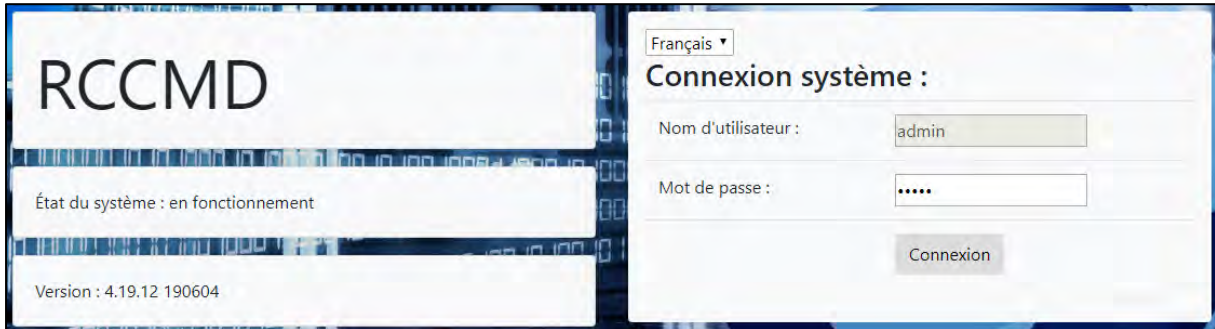 RCCMD
État du système : en fonctionnement
Version : 4.19.12 190604
Français
Connexion système :
Nom d'utilisateur :
admin
Mot de passe :
•••••
Connexion